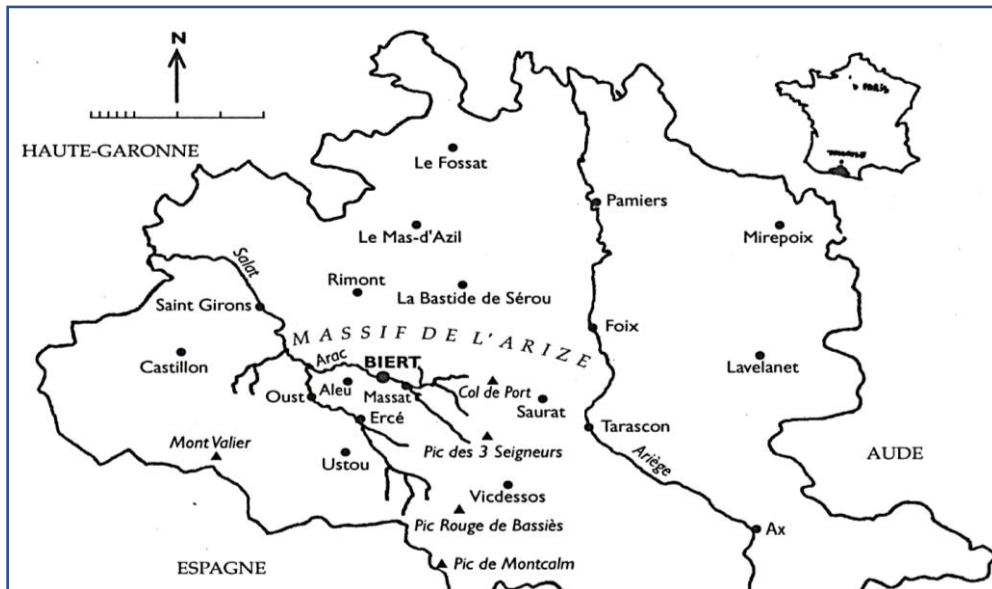 N
PARIS
HAUTE-GARONNE
Le Fossat
Pamiers
Le Mas-d'Azil
Mirepoix
Salat
Rimont
La Bastide de Sérou
Saint Girons
MASSIF DE L'ARIZE
Foix
Castillon
Arac
BIERT
Lavelanet
Aleu
Massat
Col de Port
Oust
Saurat
Ercé
Tarascon
Mont Valier
Pic des 3 Seigneurs
Ustou
Ariège
AUDE
Vicdessos
Pic Rouge de Bassiès
Ax
ESPAGNE
Pic de Montcalm